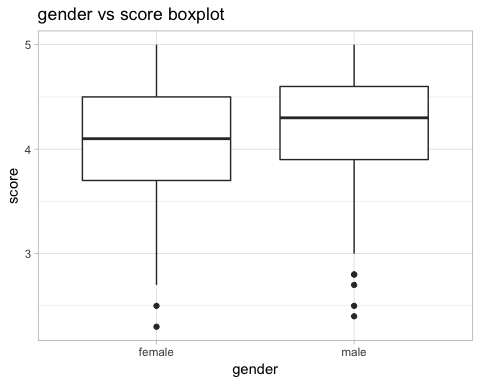 gender vs score boxplot
5
4
3
score
female
male
gender